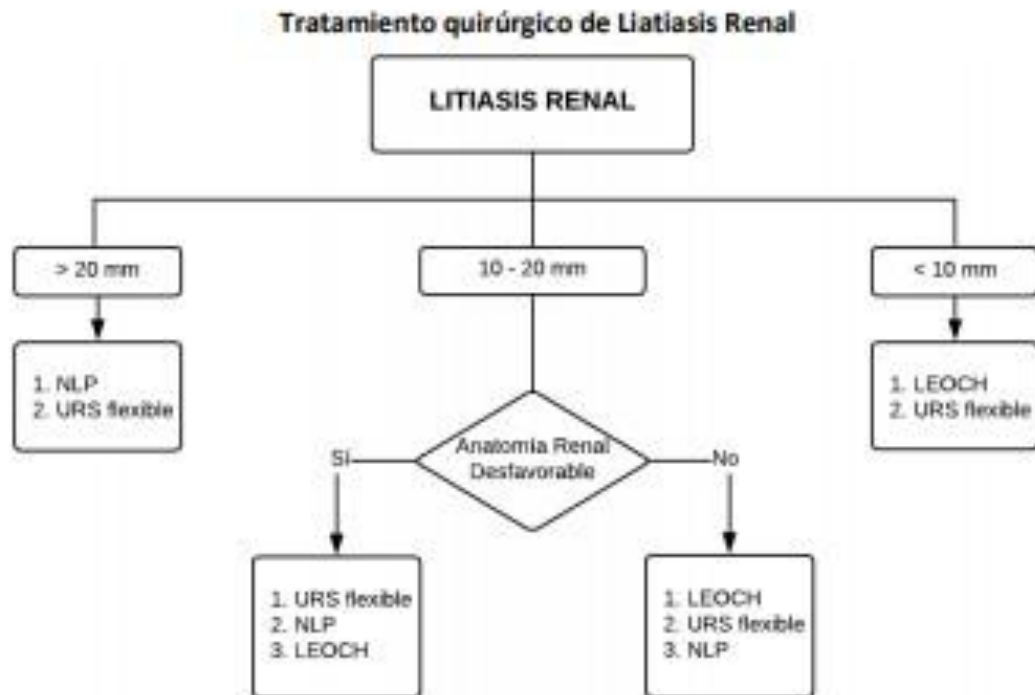 Tratamiento quirúrgico de Liatiasis Renal
LITIASIS RENAL
> 20 mm
10 - 20 mm
< 10 mm
1. NLP
2. URS flexible
1. LEOCH
2. URS flexible
Anatomia Renal
Desfavorable
Sí
No
1. URS flexible
2. NLP
3. LEOCH
1. LEOCH
2. URS flexible
3. NLP